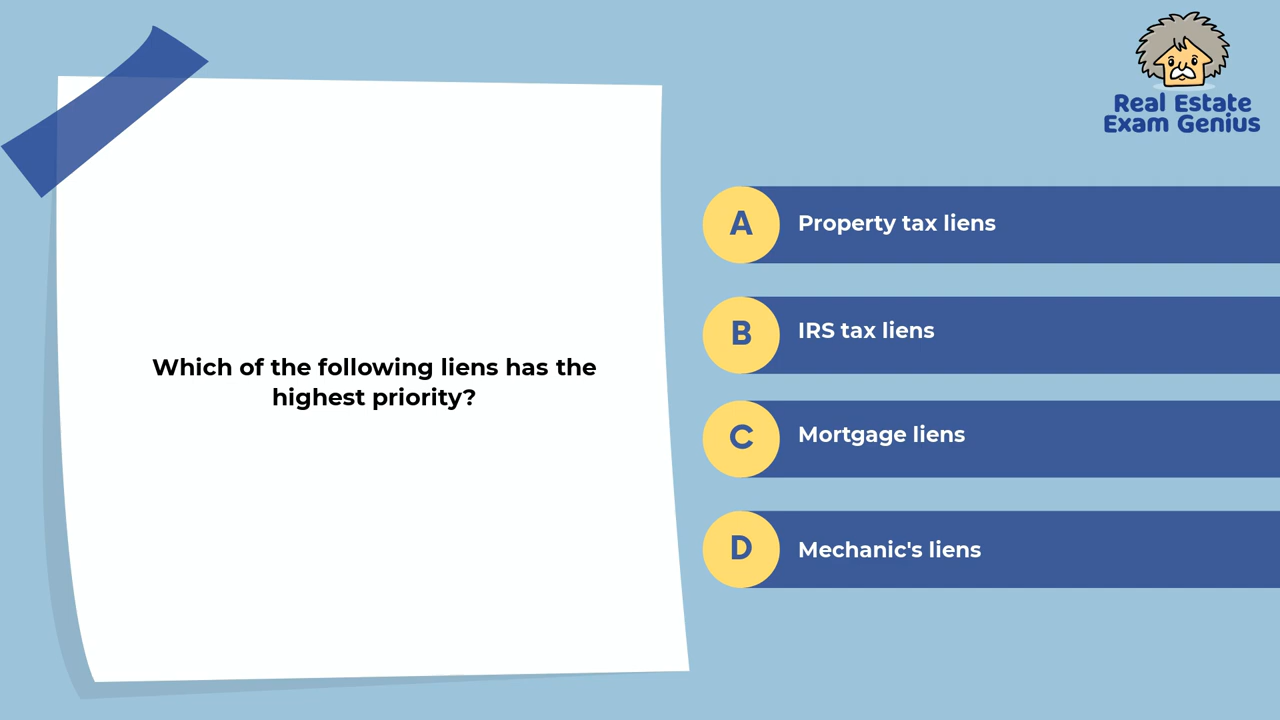 Real Estate
Exam Genius
Which of the following liens has the
highest priority?
A Property tax liens
B IRS tax liens
C Mortgage liens
D Mechanic's liens